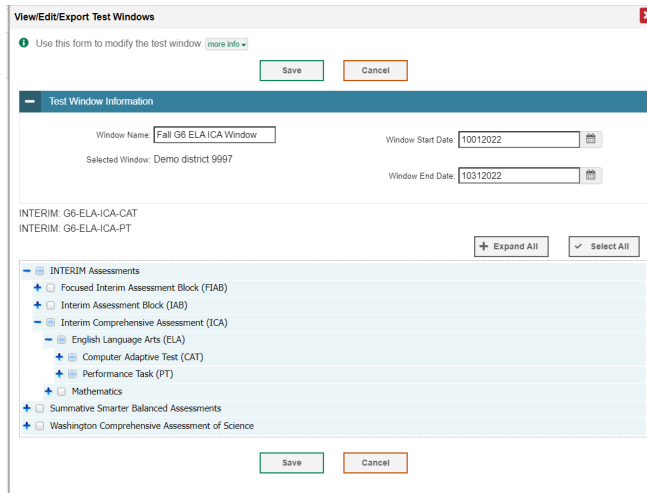 View/Edit/Export Test Windows
Use this form to modify the test window. more info
Save Cancel
Test Window Information
Window Name: Fall G6 ELA ICA Window
Window Start Date: 10012022
Selected Window: Demo district 9997
Window End Date: 10312022
INTERIM: G6-ELA-ICA-CAT
INTERIM: G6-ELA-ICA-PT
Expand All Select All
INTERIM Assessments
Focused Interim Assessment Block (FIAB)
Interim Assessment Block (IAB)
Interim Comprehensive Assessment (ICA)
English Language Arts (ELA)
Computer Adaptive Test (CAT)
Performance Task (PT)
Mathematics
Summative Smarter Balanced Assessments
Washington Comprehensive Assessment of Science
Save Cancel